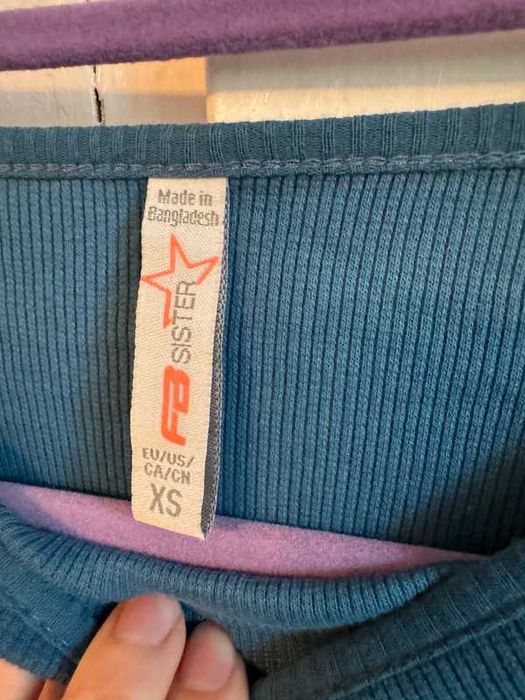 Made in
Bangladesh
FB SISTER
EU/US/
CA/CN
XS